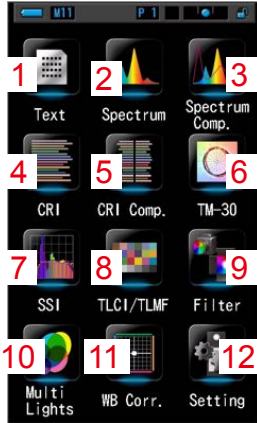 M11 P 1
1 2 3
Text Spectrum Spectrum Comp.
4 5 6
CRI CRI Comp. TM-30
7 8 9
SSI TLCI/TLMF Filter
10 11 12
Multi Lights WB Corr. Setting